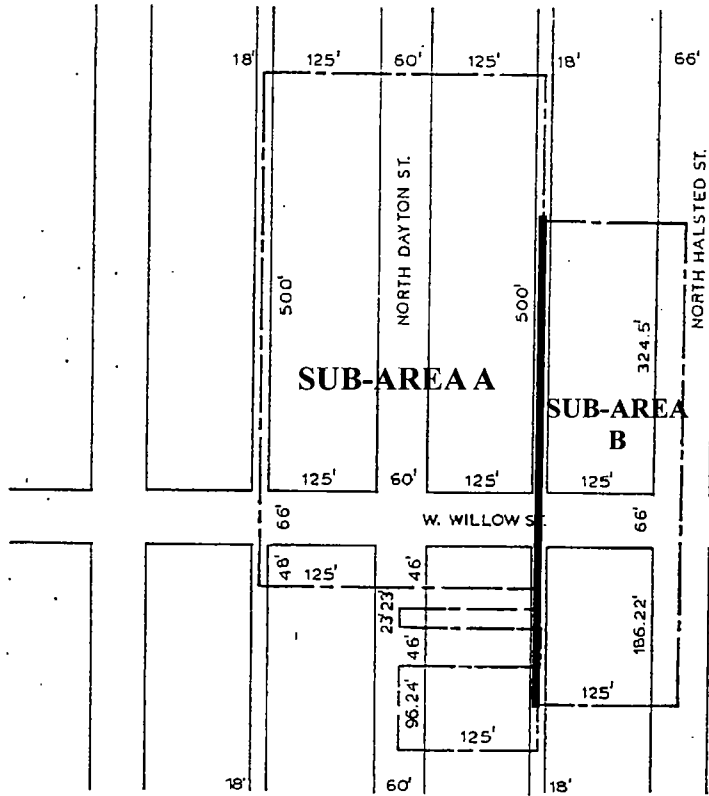 18' 125' 60' 125' 18' 66'
NORTH DAYTON ST.
NORTH HALSTED ST.
500'
500'
324.5'
SUB-AREA A
SUB-AREA
B
125' 60' 125' 125'
66'
W. WILLOW ST.
66'
48'
125'
46'
23' 23'
46'
186.22'
96.24'
125'
125'
18' 60' 18'